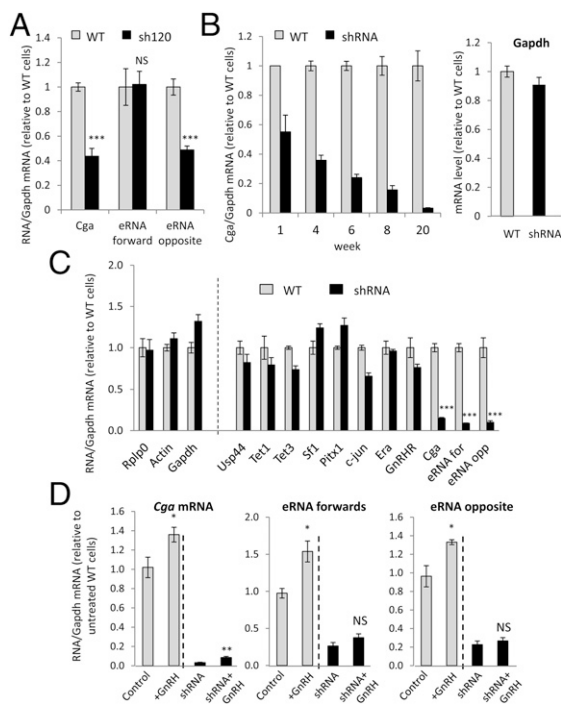 A
WT sh120
RNA/Gapdh mRNA (relative to WT cells)
1.4
1.2
1
0.8
0.6
0.4
0.2
0
***
NS
***
Cga
eRNA
forward
eRNA
opposite
B
WT shRNA
Cga/Gapdh mRNA (relative to WT cells)
1.2
1
0.8
0.6
0.4
0.2
0
1 4 6 8 20
week
Gapdh
mRNA level (relative to WT cells)
1.2
1
0.8
0.6
0.4
0.2
0
WT shRNA
C
WT shRNA
RNA/Gapdh mRNA (relative to WT cells)
2.0
1.5
1.0
0.5
0.0
*** *** ***
Rplp0 Actin Gapdh Usp44 Tet1 Tet3 Sf1 Pitx1 c-jun Era GnRHR Cga eRNA for eRNA opp
D
RNA/Gapdh mRNA (relative to
untreated WT cells)
Cga mRNA
1.6
1.4
1.2
1.0
0.8
0.6
0.4
0.2
0.0
*
**
Control +GnRH shRNA shRNA+
GnRH
eRNA forwards
2.0
1.5
1.0
0.5
0.0
*
NS
Control +GnRH shRNA shRNA+
GnRH
eRNA opposite
1.6
1.4
1.2
1
0.8
0.6
0.4
0.2
0
*
NS
Control +GnRH shRNA shRNA+
GnRH